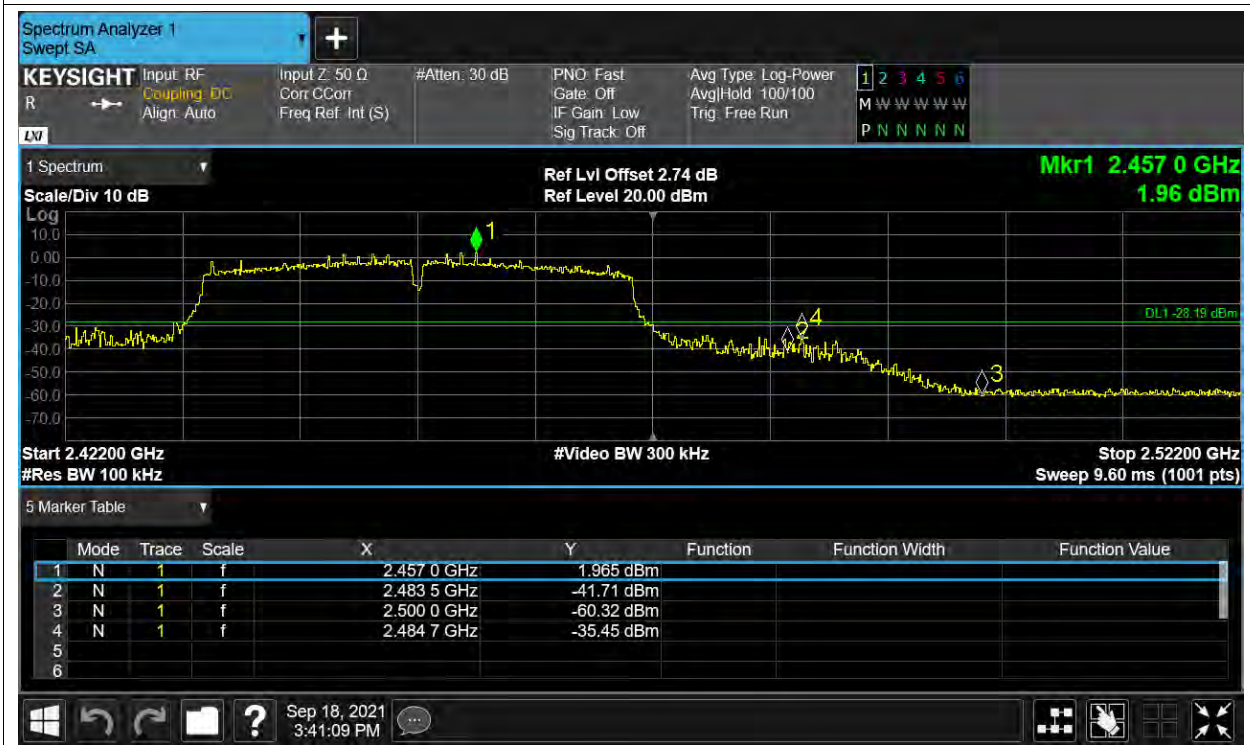 Spectrum Analyzer 1
Swept SA
+
KEYSIGHT Input: RF Input Z: 50 Ω #Atten: 30 dB PNO: Fast Avg Type: Log-Power 1 2 3 4 5 6
R Coupling: DC Corr CCorr Gate: Off Avg|Hold: 100/100 M W W W W W
Align: Auto Freq Ref: Int (S) IF Gain: Low Trig: Free Run
LXI Sig Track: Off P N N N N N
1 Spectrum Ref Lvl Offset 2.74 dB Mkr1 2.457 0 GHz
Scale/Div 10 dB Ref Level 20.00 dBm 1.96 dBm
Log
10.0
0.00
-10.0
-20.0
-30.0
-40.0
-50.0
-60.0
-70.0
1
DL1 -28.19 dBm
4
2
3
Start 2.42200 GHz #Video BW 300 kHz Stop 2.52200 GHz
#Res BW 100 kHz Sweep 9.60 ms (1001 pts)
5 Marker Table
Mode Trace Scale X Y Function Function Width Function Value
1 N 1 f 2.457 0 GHz 1.965 dBm
2 N 1 f 2.483 5 GHz -41.71 dBm
3 N 1 f 2.500 0 GHz -60.32 dBm
4 N 1 f 2.484 7 GHz -35.45 dBm
5
6
? Sep 18, 2021
3:41:09 PM